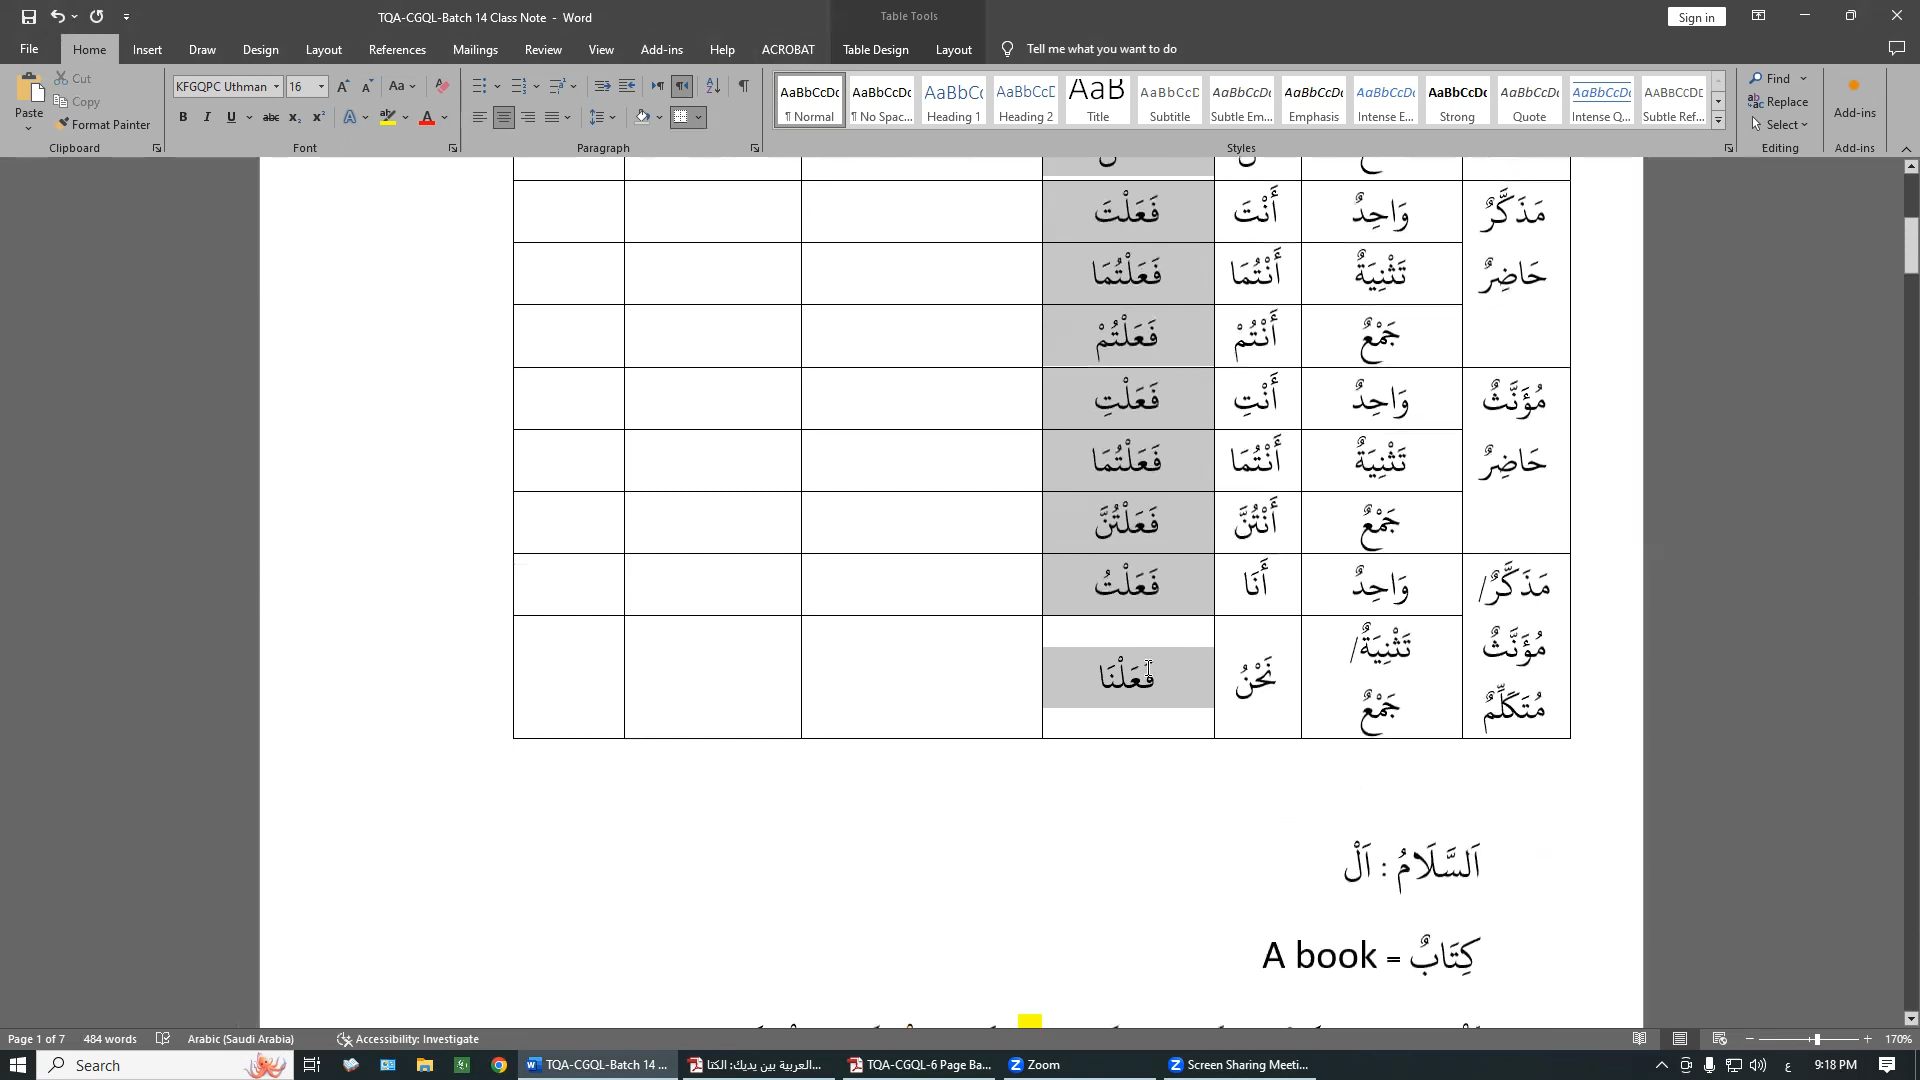 TQA-CGQL-Batch 14 Class Note - Word
Table Tools
Sign in
File Home Insert Draw Design Layout References Mailings Review View Add-ins Help ACROBAT Table Design Layout Tell me what you want to do
Paste
Cut
Copy
Format Painter
Clipboard
KFGQPC Uthman 16
Font
Paragraph
AaBbCcDc AaBbCcDc AaBbC( AaBbCcD AaB AaBbCcD AaBbCcDc AaBbCcDc AaBbCcDc AaBbCcDc AaBbCcDc AaBbCcDc AABBCCDE
¶ Normal ¶ No Spac... Heading 1 Heading 2 Title Subtitle Subtle Em... Emphasis Intense E... Strong Quote Intense Q... Subtle Ref...
Styles
Find
Replace
Select
Editing
Add-ins
Add-ins
مَذَكَّرٌ حَاضِرٌ
وَاحِدٌ أَنْتَ فَعَلْتَ
تَثْنِيَةٌ أَنْتُمَا فَعَلْتُمَا
جَمْعٌ أَنْتُمْ فَعَلْتُمْ
مُؤَنَّثٌ حَاضِرٌ
وَاحِدٌ أَنْتِ فَعَلْتِ
تَثْنِيَةٌ أَنْتُمَا فَعَلْتُمَا
جَمْعٌ أَنْتُنَّ فَعَلْتُنَّ
مَذَكَّرٌ/ مُؤَنَّثٌ مُتَكَلِّمٌ
وَاحِدٌ أَنَا فَعَلْتُ
تَثْنِيَةٌ/ جَمْعٌ نَحْنُ فَعَلْنَا
اَلسَّلَامُ : اَلْ
كِتَابٌ = A book
Page 1 of 7 484 words Arabic (Saudi Arabia) Accessibility: Investigate 170%
Search
TQA-CGQL-Batch 14 ...
العربية بين يديك: الكتا...
TQA-CGQL-6 Page Ba...
Zoom
Screen Sharing Meeti...
ع
9:18 PM